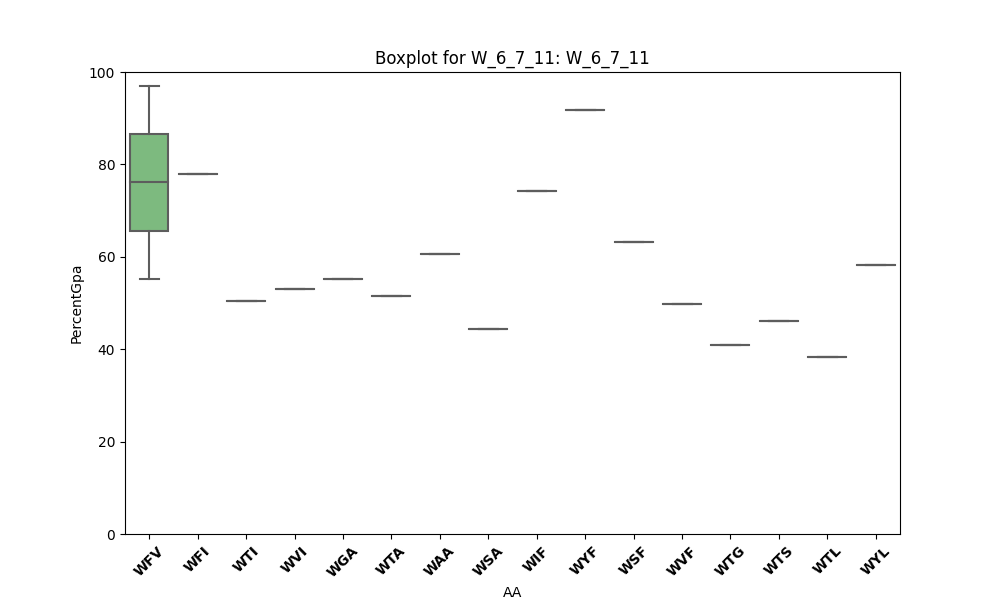 Boxplot for W_6_7_11: W_6_7_11
100
80
60
40
20
0
PercentGpa
WFV WFI WTI WVI WGA WTA WAA WSA WIF WYF WSF WVF WTG WTS WTL WYL
AA